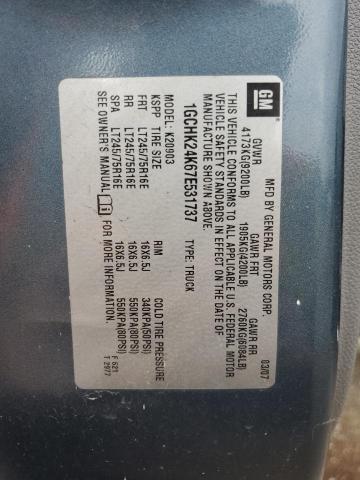 GM
MFD BY GENERAL MOTORS CORP.
03/07
GVWR GAWR FRT GAWR RR
4173KG(9200LB) 1905KG(4200LB) 2760KG(6084LB)
THIS VEHICLE CONFORMS TO ALL APPLICABLE U.S. FEDERAL MOTOR
VEHICLE SAFETY STANDARDS IN EFFECT ON THE DATE OF
MANUFACTURE SHOWN ABOVE.
1GCHK24K67E531737 TYPE: TRUCK
MODEL: K20903
KSPP TIRE SIZE RIM COLD TIRE PRESSURE
FRT LT245/75R16E 16X6.5J 340KPA(50PSI)
RR LT245/75R16E 16X6.5J 550KPA(80PSI)
SPA LT245/75R16E 16X6.5J 550KPA(80PSI)
SEE OWNER'S MANUAL i FOR MORE INFORMATION.
F 621
T 2977